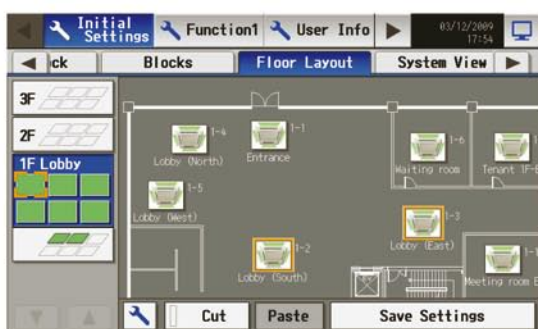 Initial
Settings
Function1
User Info
03/12/2009
17:54
ck
Blocks
Floor Layout
System View
3F
2F
1F Lobby
1-4
Lobby (North)
1-1
Entrance
1-6
Waiting room
Tenant 1F-E
1-5
Lobby (West)
1-2
Lobby (South)
1-3
Lobby (East)
Meeting room E
Cut
Paste
Save Settings